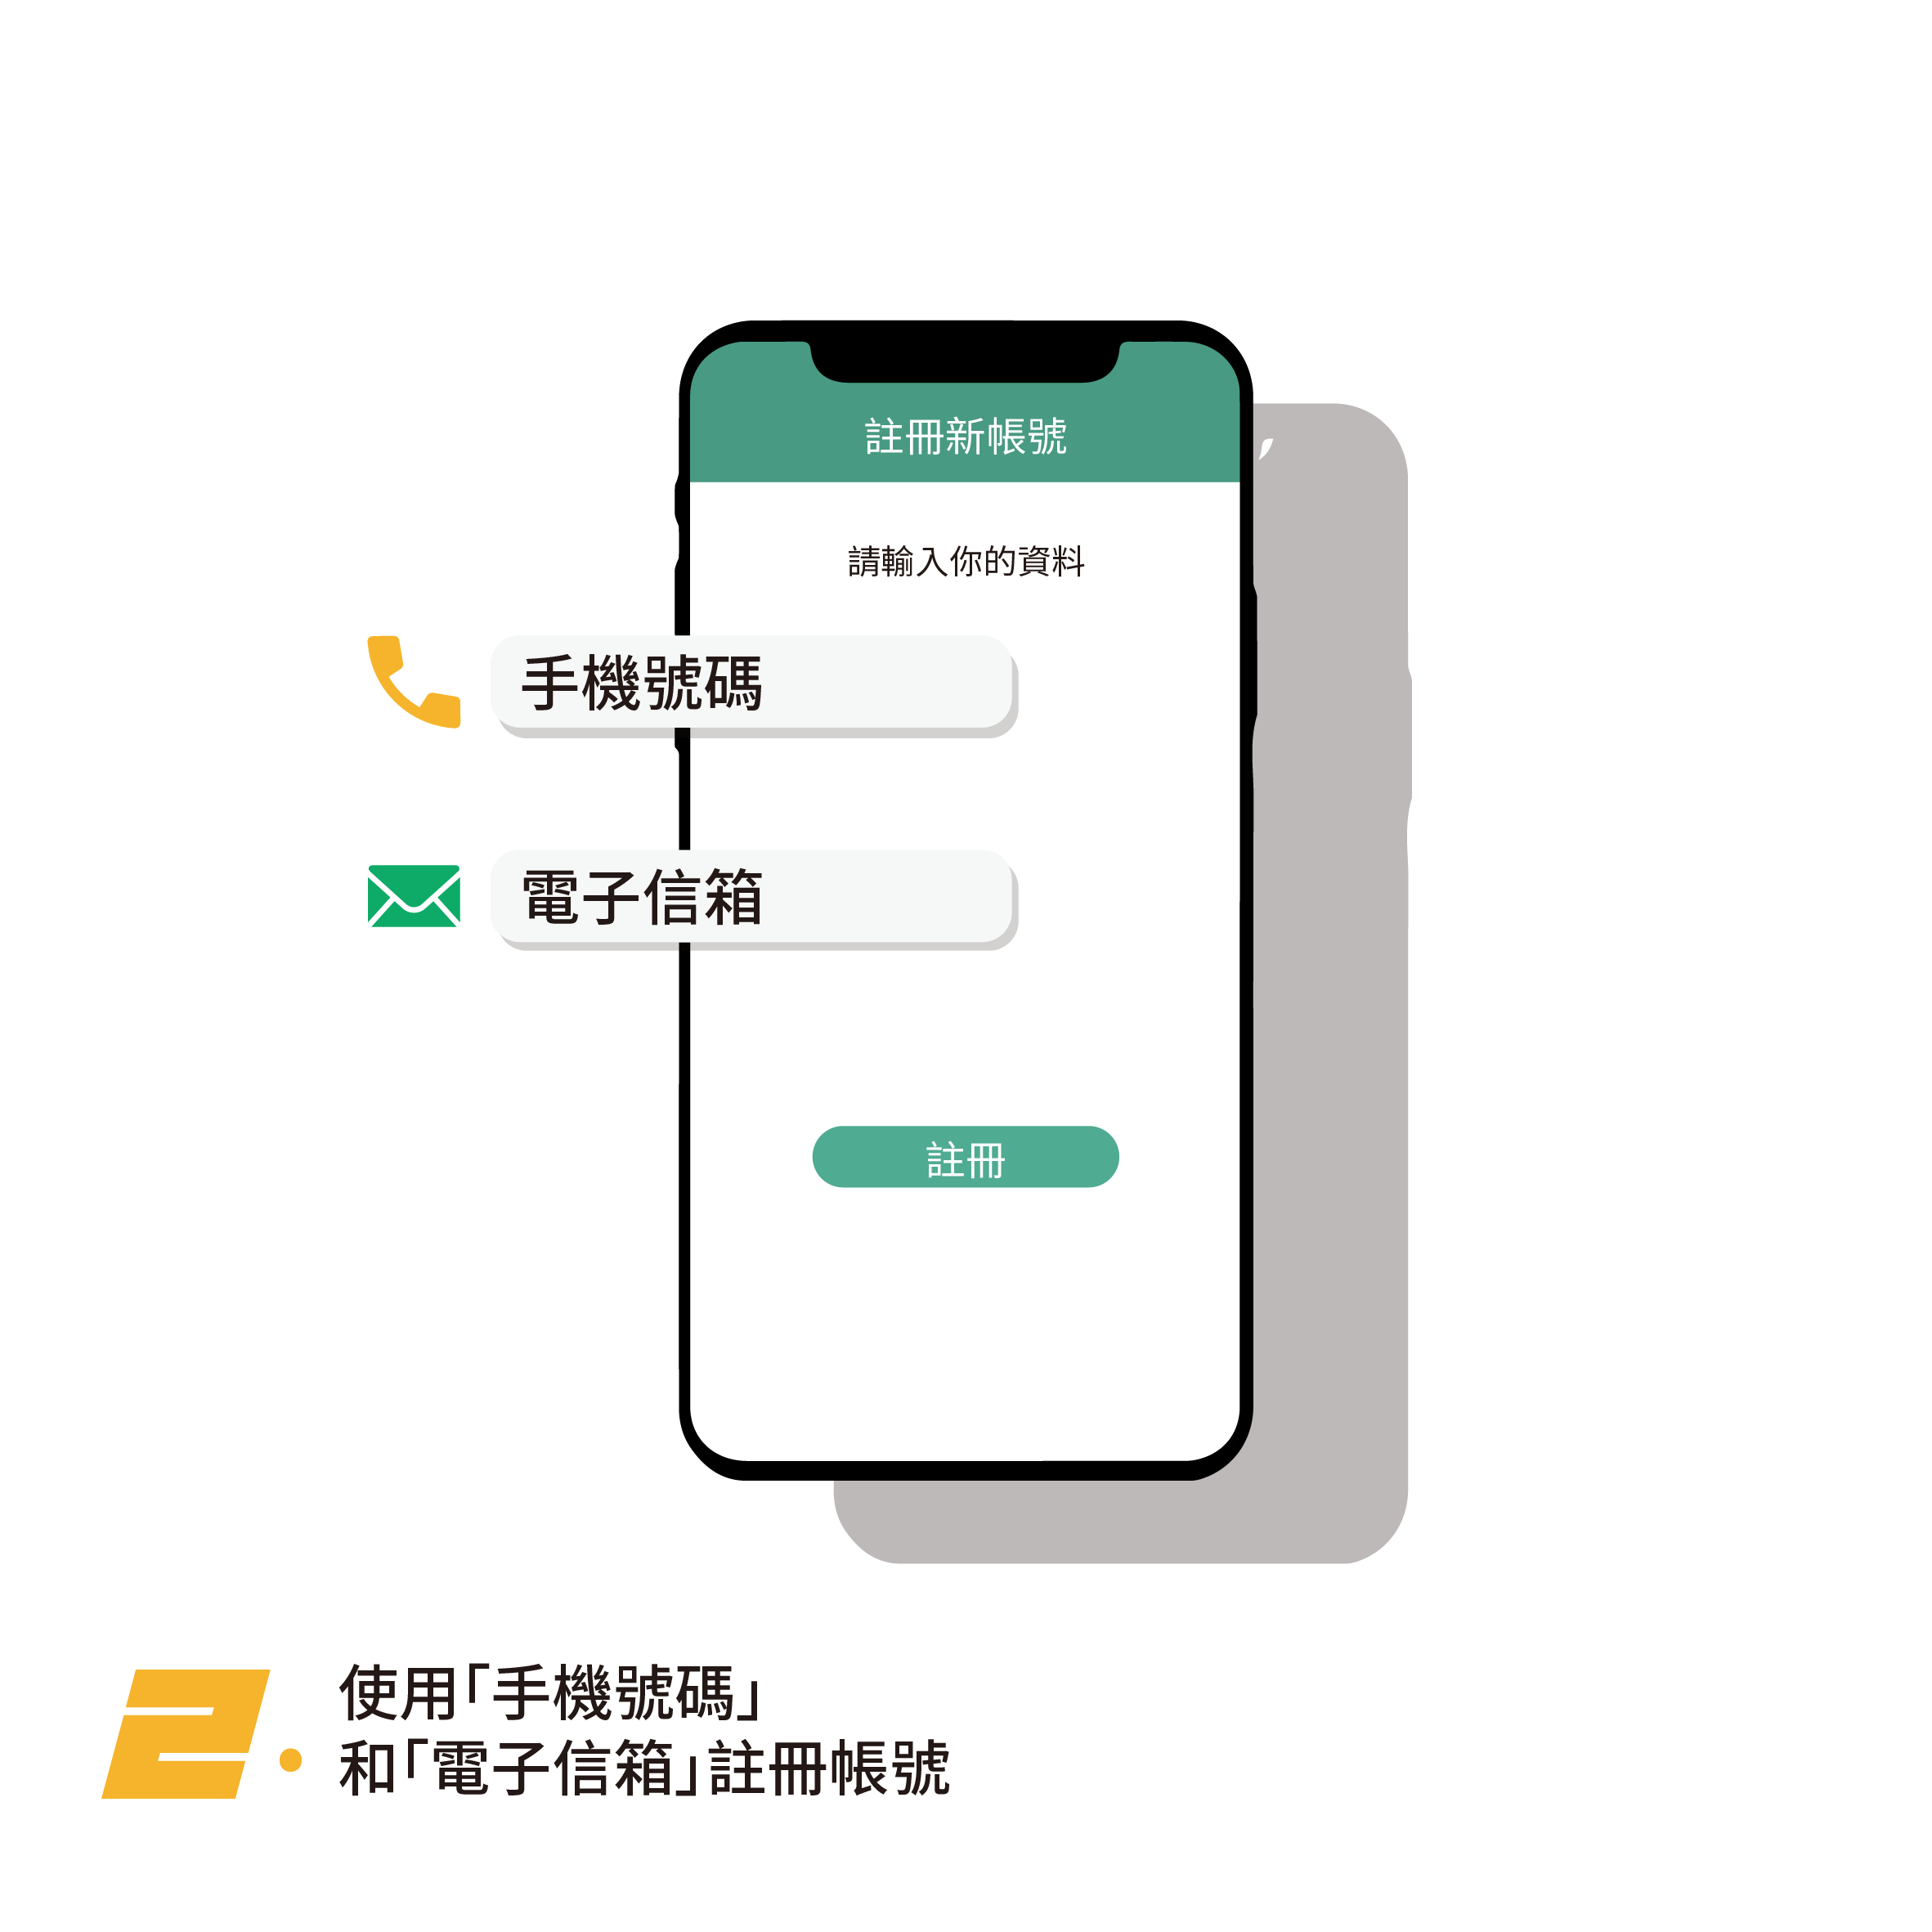 註冊新帳號
請輸入你的資料
手機號碼
電子信箱
註冊
2.
使用「手機號碼」
和「電子信箱」註冊帳號